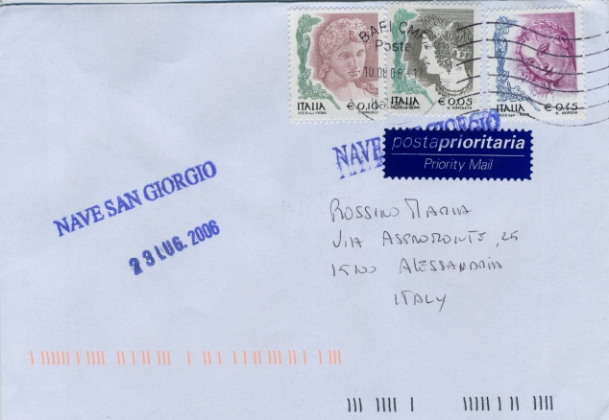 BARI CMP
Poste
10.08.06
ITALIA € 0,10
ITALIA € 0,05
ITALIA € 0,45
NAVE SAN GIORGIO
23 LUG. 2006
NAVE GIORGIO
postaprioritaria
Priority Mail
ROSSINO MARIA
VIA ASPROMONTE, 25
15100 ALESSANDRIA
ITALY